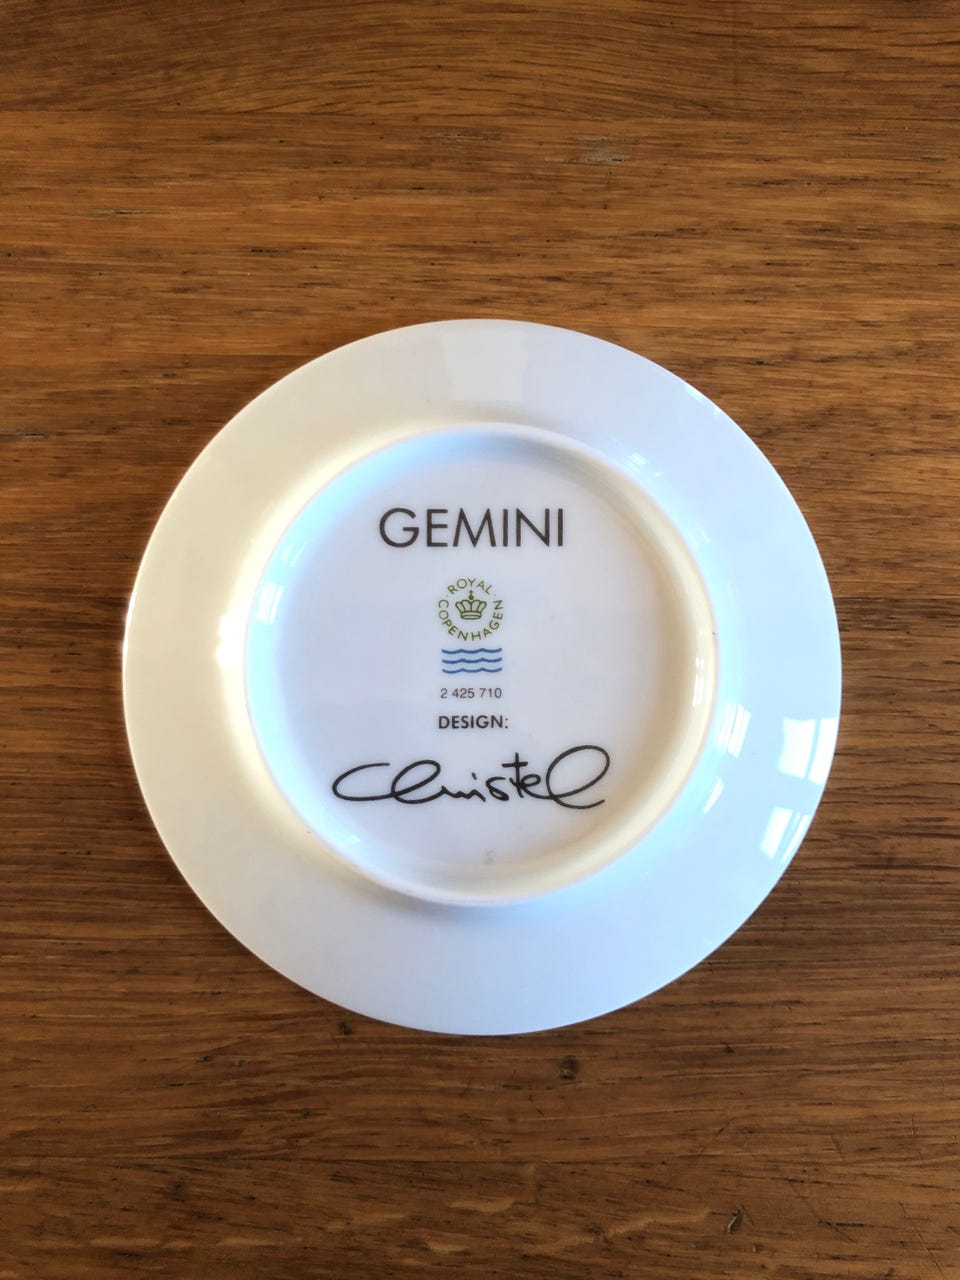 GEMINI
ROYAL
COPENHAGEN
2 425 710
DESIGN:
Christel